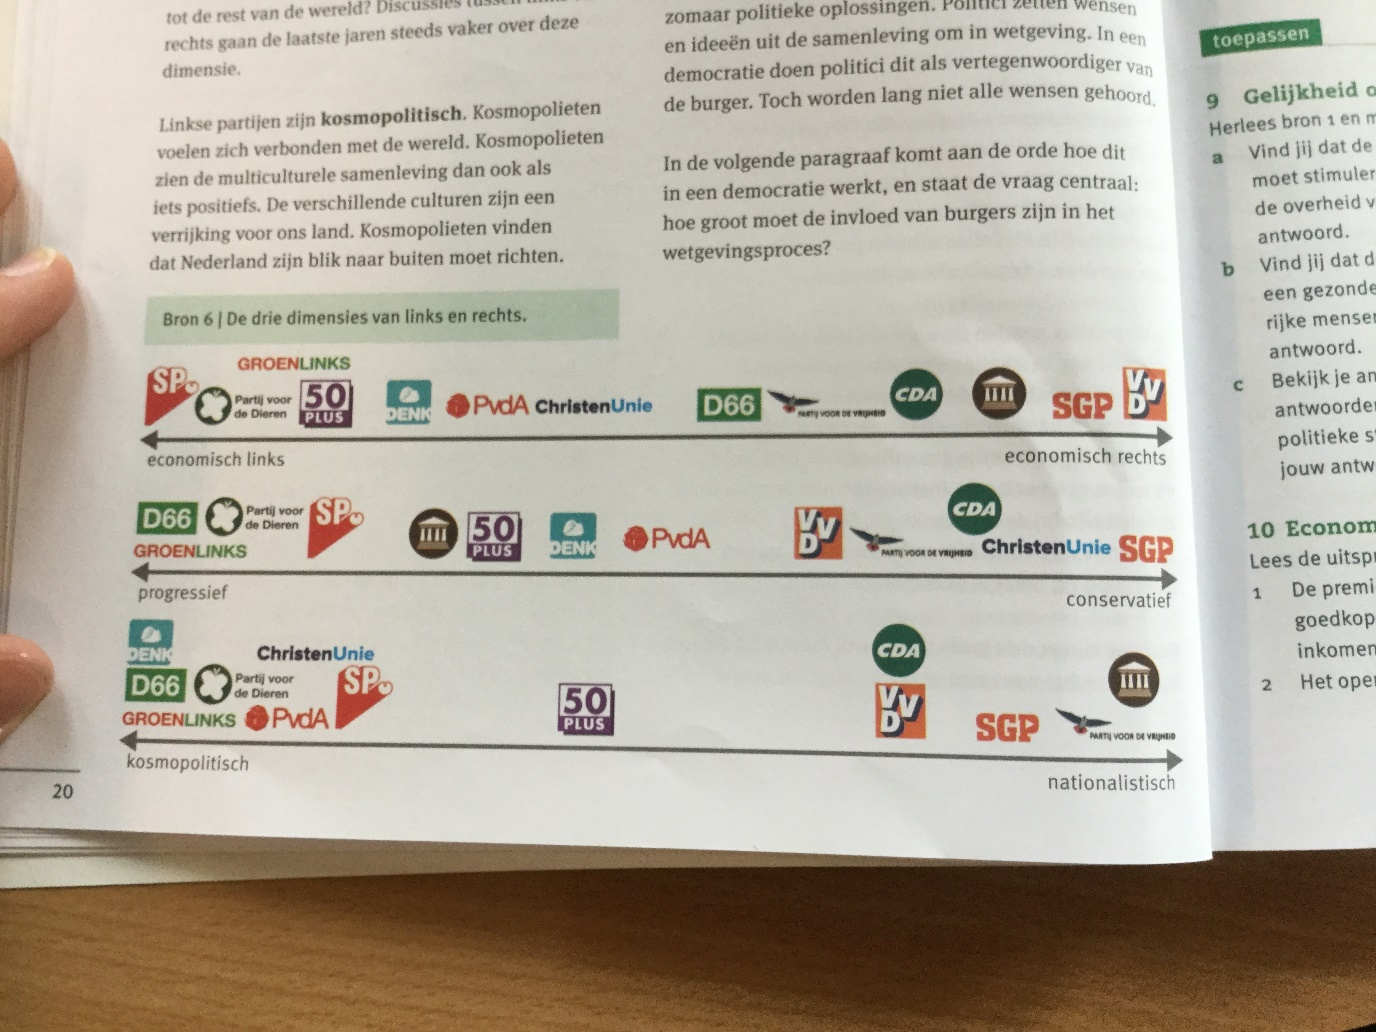 tot de rest van de wereld? Discussies tussen
rechts gaan de laatste jaren steeds vaker over deze
dimensie.
Linkse partijen zijn kosmopolitisch. Kosmopolieten
voelen zich verbonden met de wereld. Kosmopolieten
zien de multiculturele samenleving dan ook als
iets positiefs. De verschillende culturen zijn een
verrijking voor ons land. Kosmopolieten vinden
dat Nederland zijn blik naar buiten moet richten.
zomaar politieke oplossingen. Politici zetten wensen
en ideeën uit de samenleving om in wetgeving. In een
democratie doen politici dit als vertegenwoordiger van
de burger. Toch worden lang niet alle wensen gehoord.
In de volgende paragraaf komt aan de orde hoe dit
in een democratie werkt, en staat de vraag centraal:
hoe groot moet de invloed van burgers zijn in het
wetgevingsproces?
Bron 6 | De drie dimensies van links en rechts.
GROENLINKS
SP Partij voor de Dieren 50 PLUS DENK PvdA ChristenUnie D66 PARTIJ VOOR DE VRIJHEID CDA SGP VVD
economisch links economisch rechts
D66 Partij voor de Dieren SP 50 PLUS DENK PvdA VVD PARTIJ VOOR DE VRIJHEID CDA ChristenUnie SGP
GROENLINKS
progressief conservatief
DENK ChristenUnie CDA
D66 Partij voor de Dieren SP
GROENLINKS PvdA 50 PLUS VVD SGP PARTIJ VOOR DE VRIJHEID
kosmopolitisch nationalistisch
20
toepassen
9 Gelijkheid
Herlees bron 1 en
a Vind jij dat de
moet
de overheid
antwoord.
b Vind jij dat
een gezonde
rijke
antwoord.
c Bekijk je
politieke
jouw
10
Lees de
1 De
2 Het